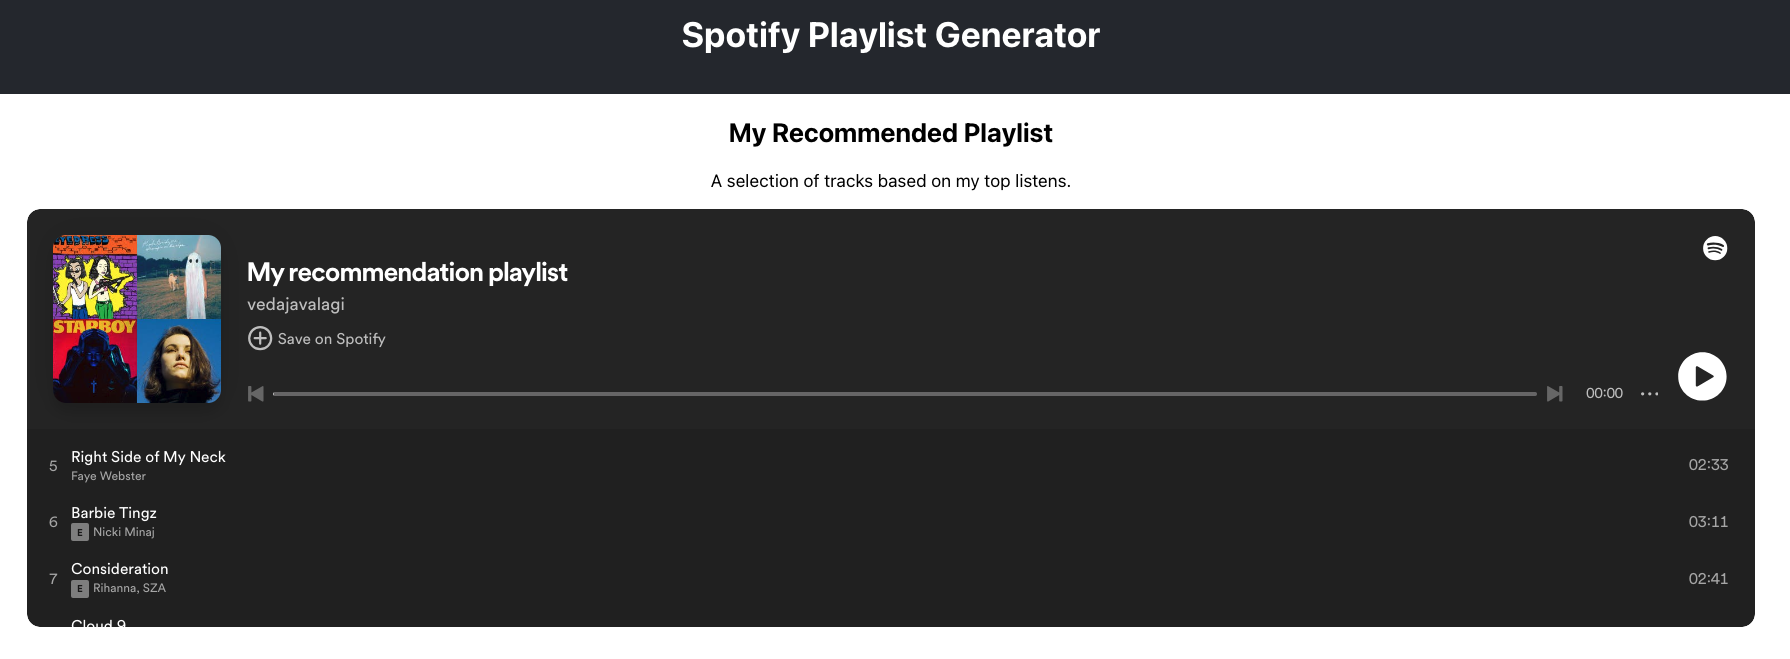 Spotify Playlist Generator
My Recommended Playlist
A selection of tracks based on my top listens.
STARBOY
My recommendation playlist
vedajavalagi
Save on Spotify
00:00
5 Right Side of My Neck 02:33
Faye Webster
6 Barbie Tingz 03:11
E Nicki Minaj
7 Consideration 02:41
E Rihanna, SZA
Cloud 9